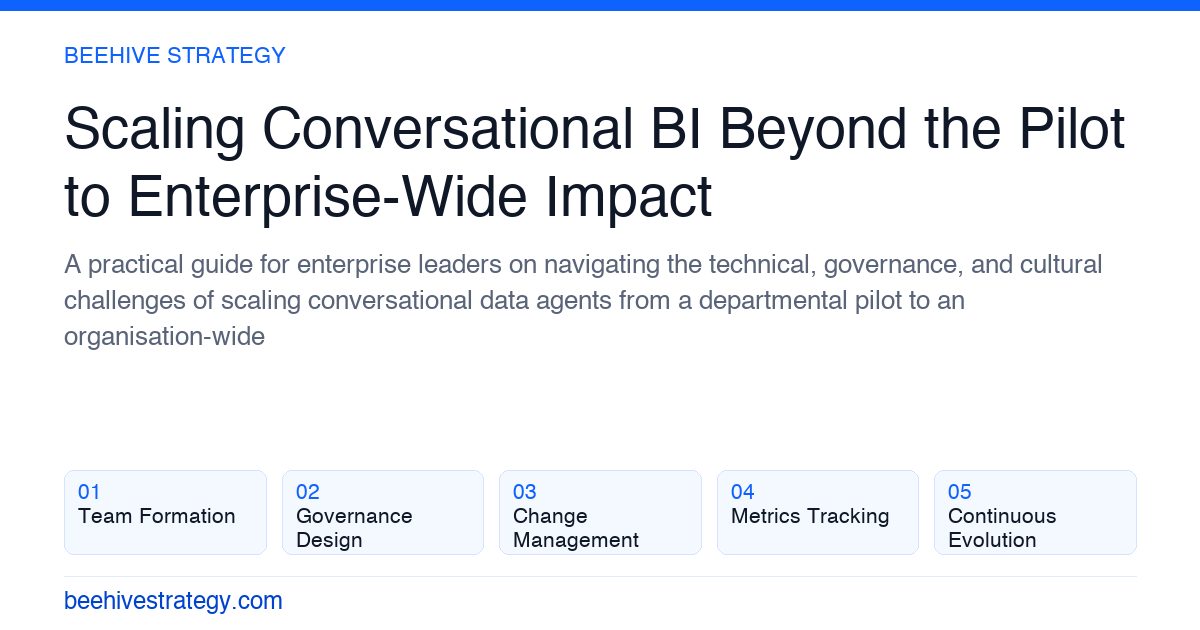 BEEHIVE STRATEGY
Scaling Conversational BI Beyond the Pilot
to Enterprise-Wide Impact
A practical guide for enterprise leaders on navigating the technical, governance, and cultural
challenges of scaling conversational data agents from a departmental pilot to an
organisation-wide
01
Team Formation
02
Governance
Design
03
Change
Management
04
Metrics Tracking
05
Continuous
Evolution
beehivestrategy.com